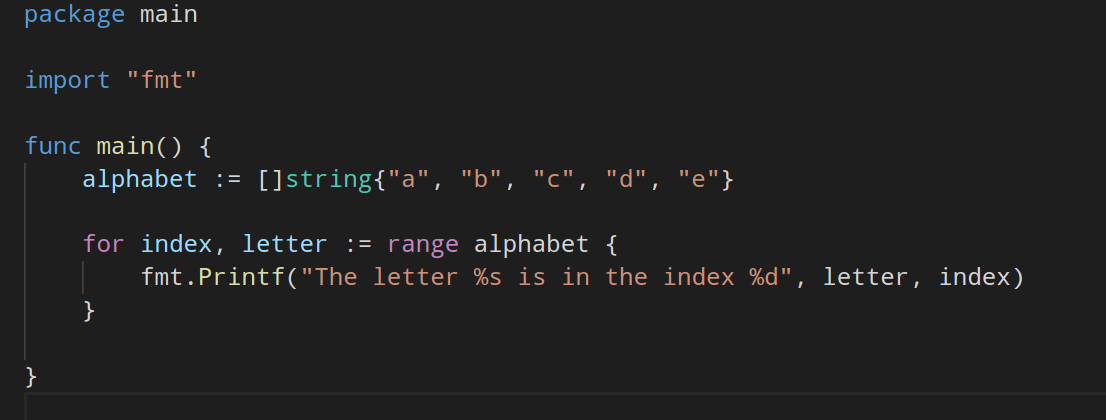 package main
import "fmt"
func main() {
    alphabet := []string{"a", "b", "c", "d", "e"}
    for index, letter := range alphabet {
        fmt.Printf("The letter %s is in the index %d", letter, index)
    }
}